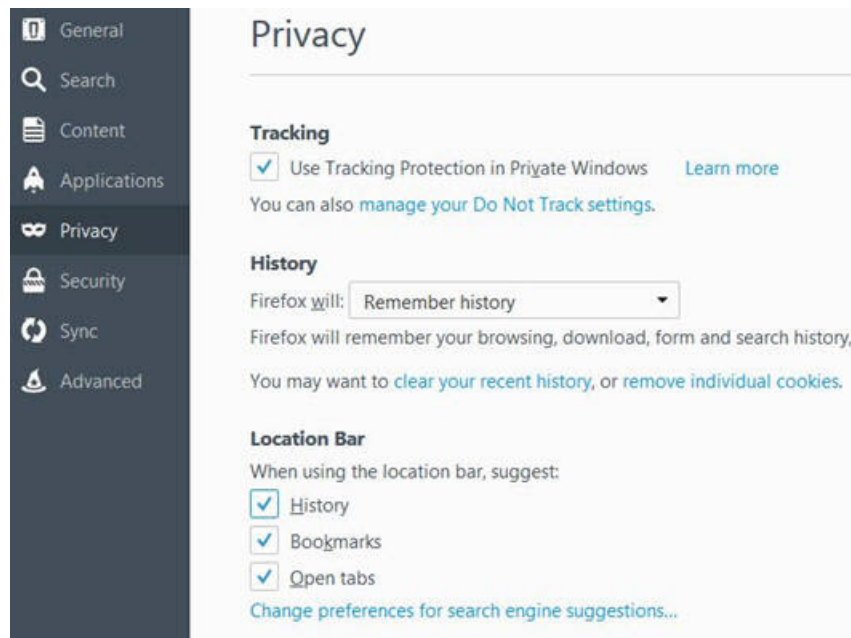 General
Search
Content
Applications
Privacy
Security
Sync
Advanced
Privacy
Tracking
Use Tracking Protection in Private Windows Learn more
You can also manage your Do Not Track settings.
History
Firefox will: Remember history
Firefox will remember your browsing, download, form and search history,
You may want to clear your recent history, or remove individual cookies.
Location Bar
When using the location bar, suggest:
History
Bookmarks
Open tabs
Change preferences for search engine suggestions...